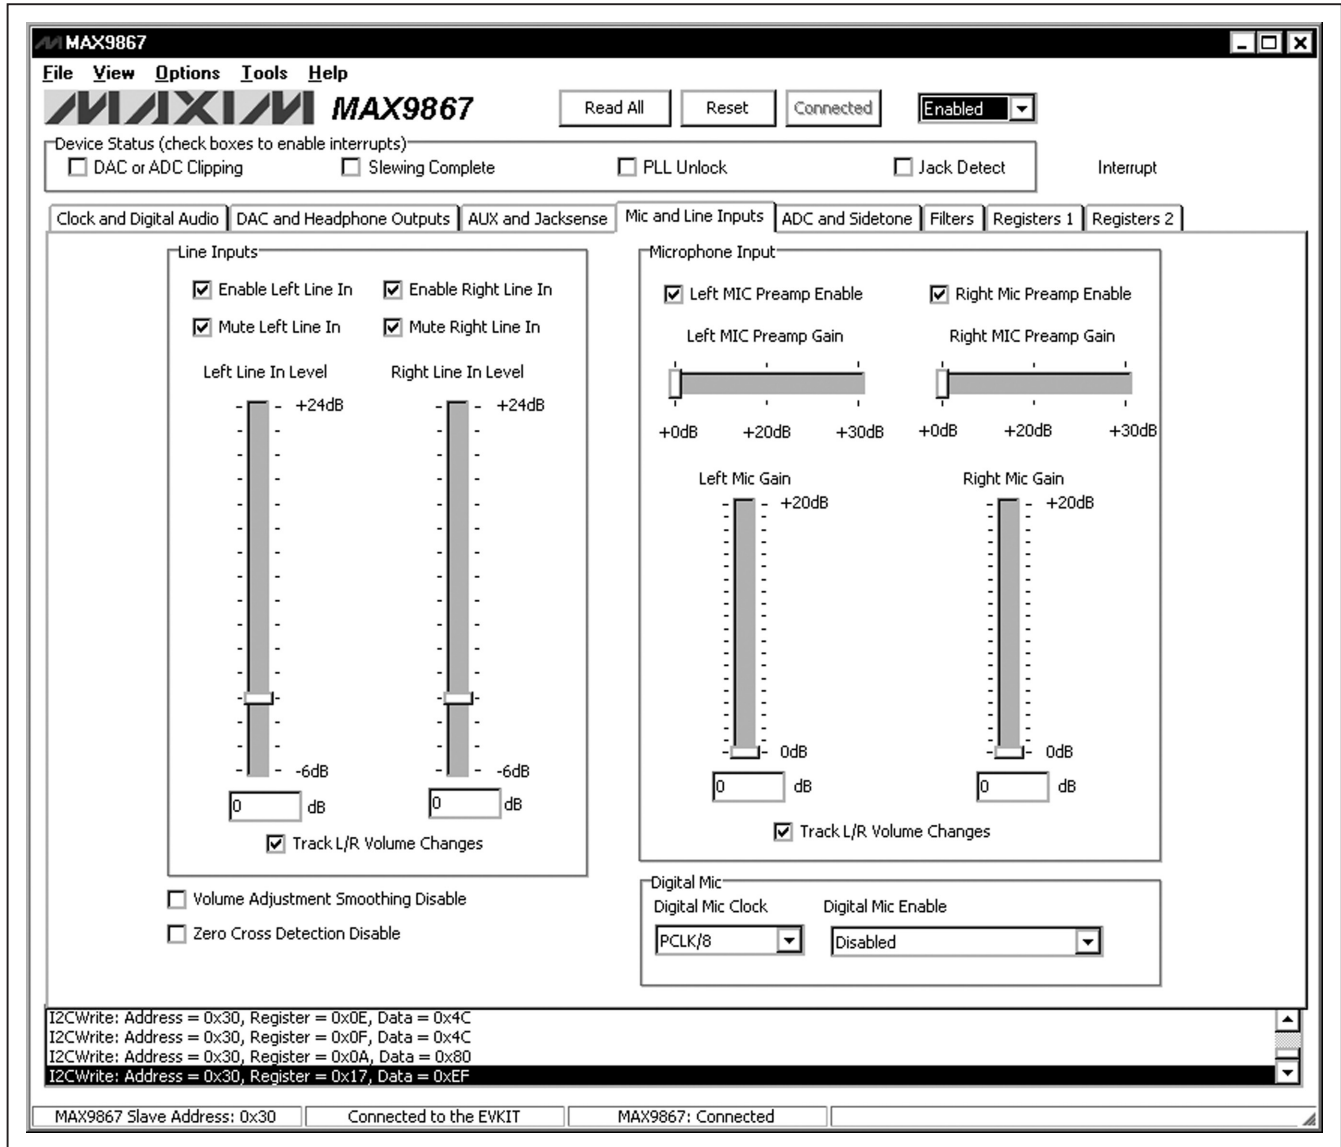 MAX9867
File View Options Tools Help
MAXIM MAX9867 Read All Reset Connected Enabled
Device Status (check boxes to enable interrupts)
DAC or ADC Clipping Slewing Complete PLL Unlock Jack Detect Interrupt
Clock and Digital Audio DAC and Headphone Outputs AUX and Jacksense Mic and Line Inputs ADC and Sidetone Filters Registers 1 Registers 2
Line Inputs
Enable Left Line In Enable Right Line In
Mute Left Line In Mute Right Line In
Left Line In Level Right Line In Level
+24dB +24dB
-6dB -6dB
0 dB 0 dB
Track L/R Volume Changes
Volume Adjustment Smoothing Disable
Zero Cross Detection Disable
Microphone Input
Left MIC Preamp Enable Right Mic Preamp Enable
Left MIC Preamp Gain Right MIC Preamp Gain
+0dB +20dB +30dB +0dB +20dB +30dB
Left Mic Gain Right Mic Gain
+20dB +20dB
0dB 0dB
0 dB 0 dB
Track L/R Volume Changes
Digital Mic
Digital Mic Clock Digital Mic Enable
PCLK/8 Disabled
I2CWrite: Address = 0x30, Register = 0x0E, Data = 0x4C
I2CWrite: Address = 0x30, Register = 0x0F, Data = 0x4C
I2CWrite: Address = 0x30, Register = 0x0A, Data = 0x80
I2CWrite: Address = 0x30, Register = 0x17, Data = 0xEF
MAX9867 Slave Address: 0x30 Connected to the EVKIT MAX9867: Connected